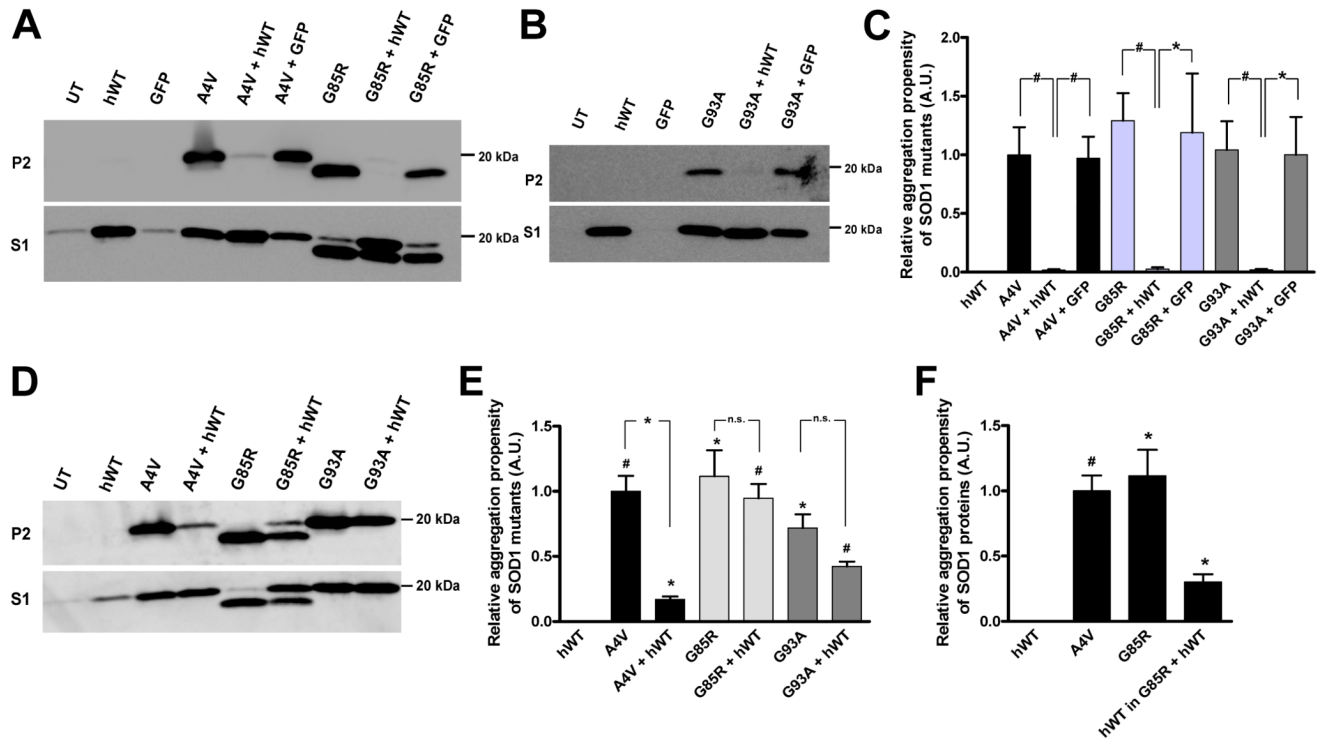 A
UT
hWT
GFP
A4V
A4V + hWT
A4V + GFP
G85R
G85R + hWT
G85R + GFP
P2
20 kDa
S1
20 kDa
B
UT
hWT
GFP
G93A
G93A + hWT
G93A + GFP
P2
20 kDa
S1
20 kDa
C
Relative aggregation propensity
of SOD1 mutants (A.U.)
2.0
1.5
1.0
0.5
0.0
# # # * # *
hWT
A4V
A4V + hWT
A4V + GFP
G85R
G85R + hWT
G85R + GFP
G93A
G93A + hWT
G93A + GFP
D
UT
hWT
A4V
A4V + hWT
G85R
G85R + hWT
G93A
G93A + hWT
P2
20 kDa
S1
20 kDa
E
Relative aggregation propensity
of SOD1 mutants (A.U.)
1.5
1.0
0.5
0.0
* n.s. n.s.
# * * # * #
hWT
A4V
A4V + hWT
G85R
G85R + hWT
G93A
G93A + hWT
F
Relative aggregation propensity
of SOD1 proteins (A.U.)
1.5
1.0
0.5
0.0
# * *
hWT
A4V
G85R
hWT in G85R + hWT